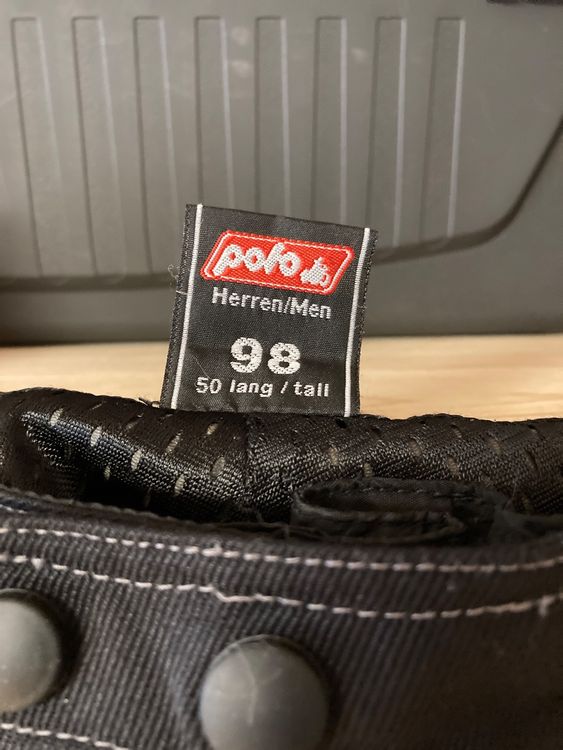 polo
Herren/Men
98
50 lang / tall